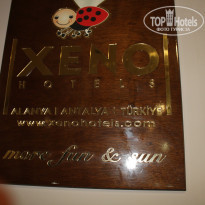 TOP HOTELS
XENO
HOTELS
ALANYA | ANTALYA | TÜRKİYE
www.xenohotels.com
more fun & sun